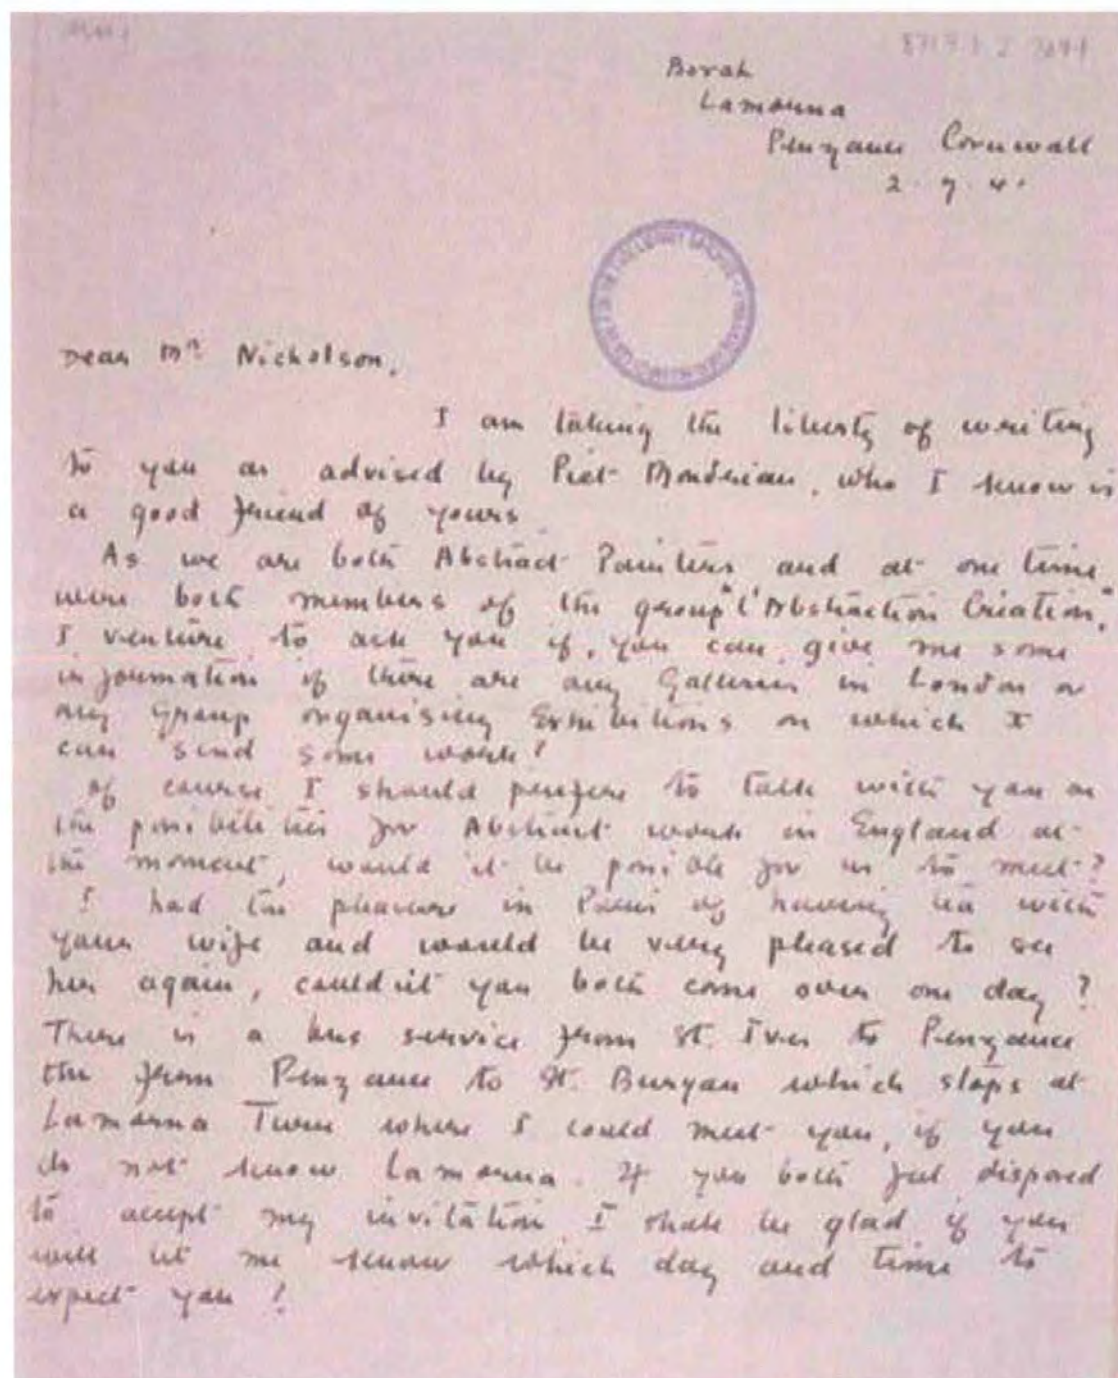 Borah
Lamorna
Penzance Cornwall
2. 7. 4.
Dear Mr Nicholson,
I am taking the liberty of writing
to you as advised by Piet Mondrian, who I know is
a good friend of yours
As we are both Abstract Painters and at one time
were both members of the group "l'Abstraction Création,"
I venture to ask you if, you can give me some
information if there are any Galleries in London or
any Group organising Exhibitions on which I
can send some work?
Of course I should prefere to talk with you on
the posibilities for Abstract work in England at
the moment, would it be posible for us to meet?
I had the pleasure in Paris of having tea with
your wife and would be very pleased to see
her again, could'nt you both come over one day?
There is a bus service from St. Ives to Penzance
the from Penzance to St. Buryan which stops at
Lamorna Turn where I could meet you, if you
do not know Lamorna. If you both feel disposed
to accept my invitation I shall be glad if you
will let me know which day and time to
expect you!